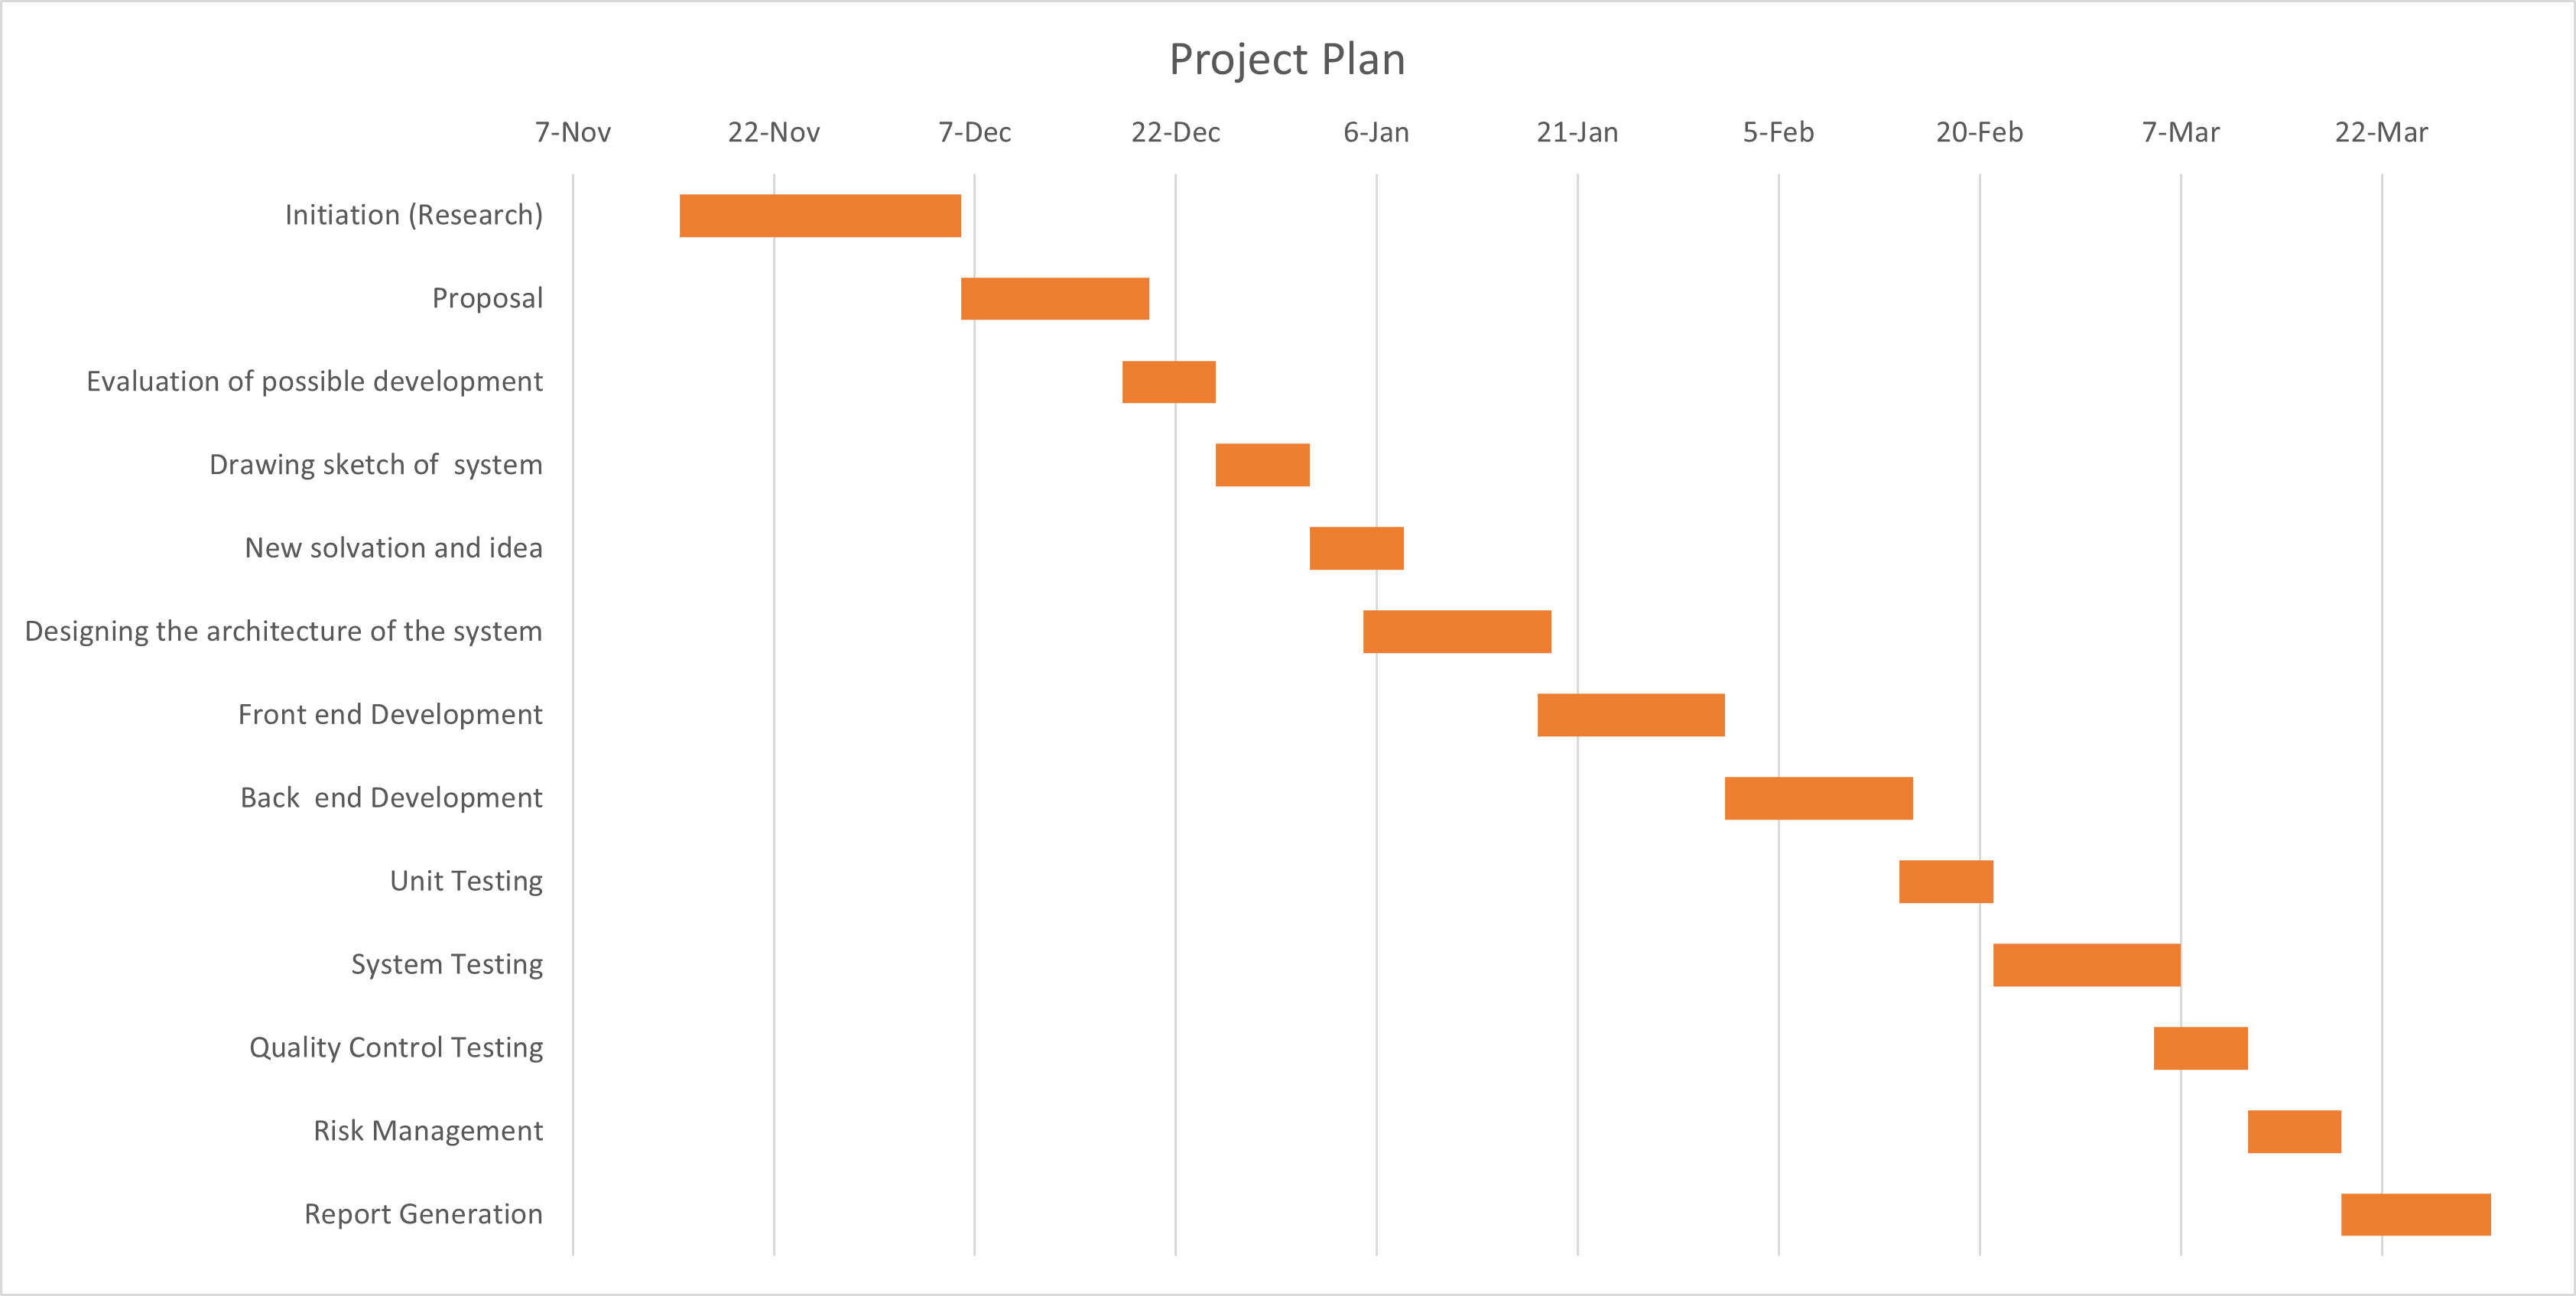 Project Plan
7-Nov 22-Nov 7-Dec 22-Dec 6-Jan 21-Jan 5-Feb 20-Feb 7-Mar 22-Mar
Initiation (Research)
Proposal
Evaluation of possible development
Drawing sketch of  system
New solvation and idea
Designing the architecture of the system
Front end Development
Back  end Development
Unit Testing
System Testing
Quality Control Testing
Risk Management
Report Generation